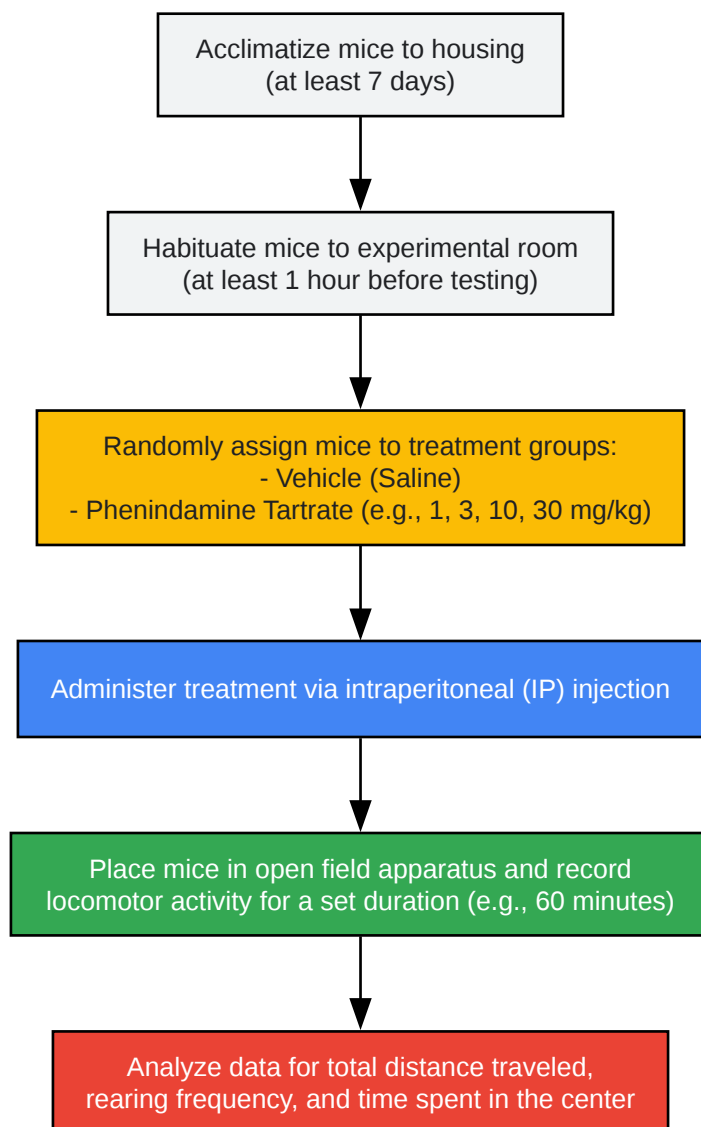 Acclimatize mice to housing
(at least 7 days)
Habituate mice to experimental room
(at least 1 hour before testing)
Randomly assign mice to treatment groups:
- Vehicle (Saline)
- Phenindamine Tartrate (e.g., 1, 3, 10, 30 mg/kg)
Administer treatment via intraperitoneal (IP) injection
Place mice in open field apparatus and record
locomotor activity for a set duration (e.g., 60 minutes)
Analyze data for total distance traveled,
rearing frequency, and time spent in the center